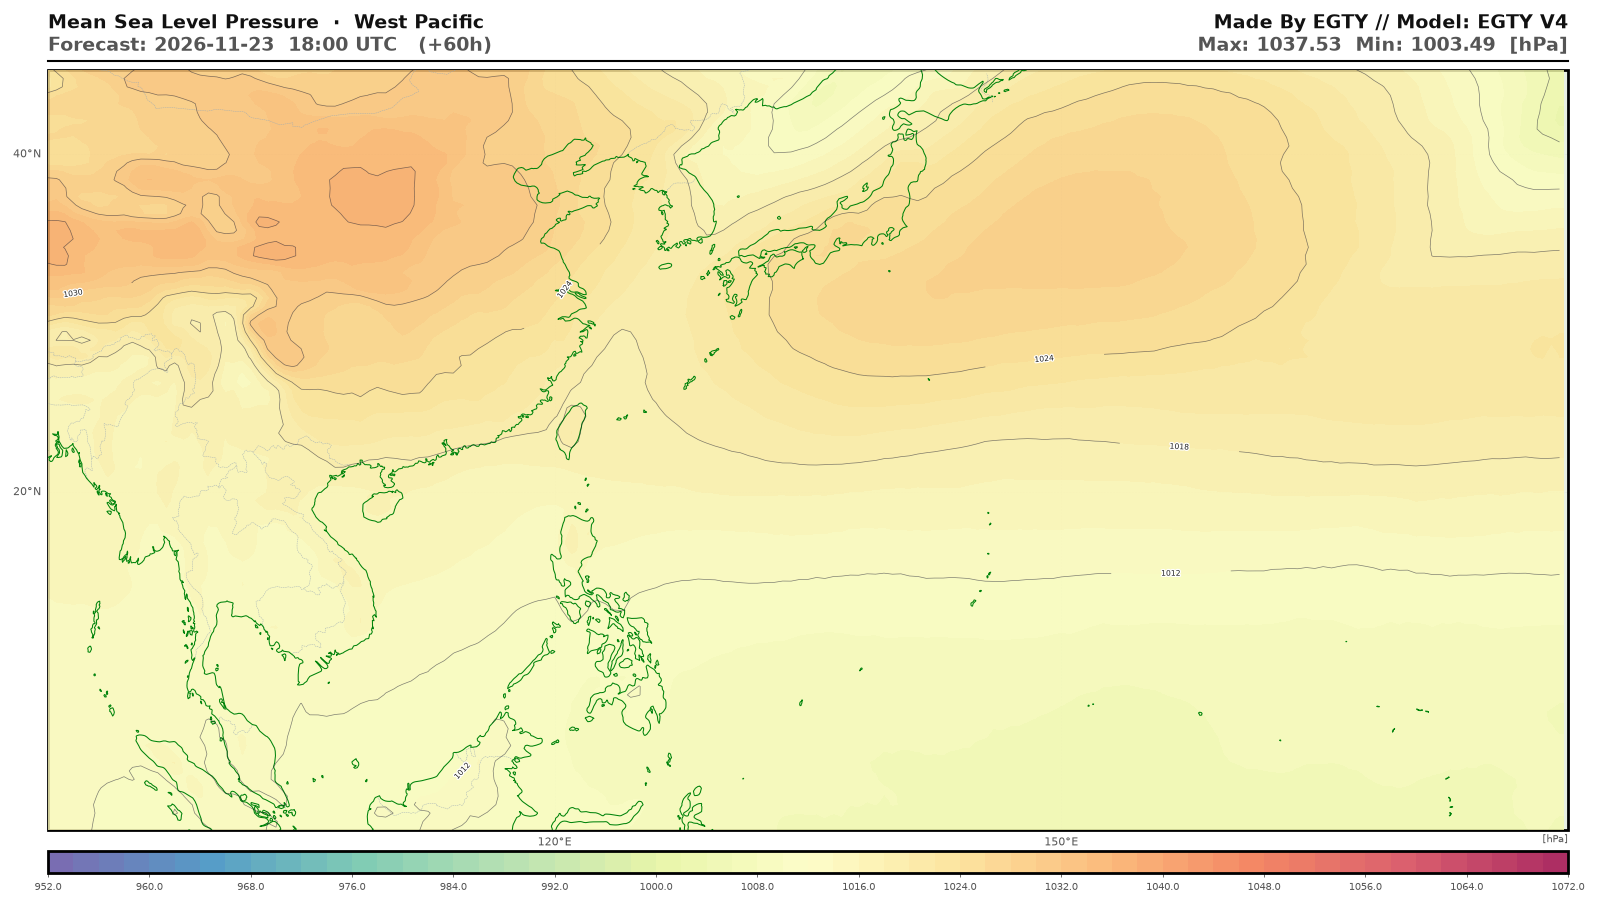 Mean Sea Level Pressure · West Pacific
Made By EGTY // Model: EGTY V4
Forecast: 2026-11-23 18:00 UTC (+60h)
Max: 1037.53 Min: 1003.49 [hPa]
40°N
1030
1024
1024
1018
20°N
1012
1012
120°E
150°E
[hPa]
952.0 960.0 968.0 976.0 984.0 992.0 1000.0 1008.0 1016.0 1024.0 1032.0 1040.0 1048.0 1056.0 1064.0 1072.0